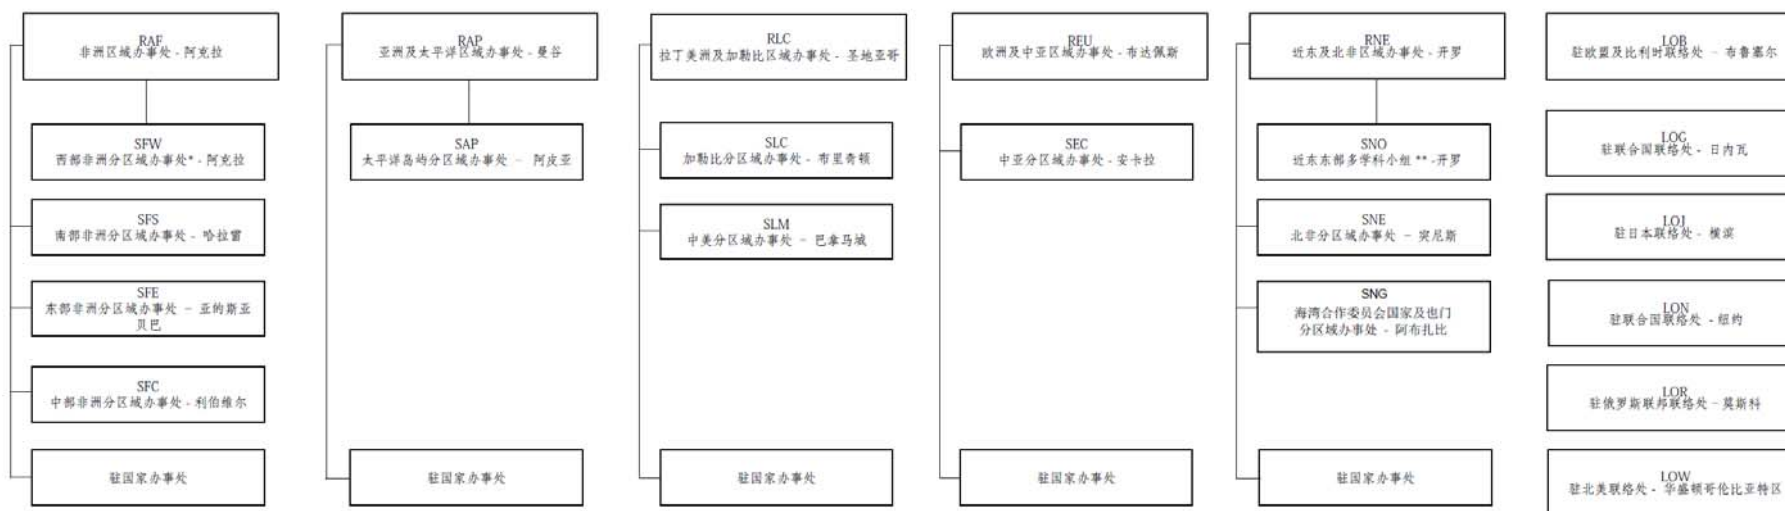 RAF
非洲区域办事处 - 阿克拉
SFW
西部非洲分区域办事处* - 阿克拉
SFS
南部非洲分区域办事处 - 哈拉雷
SFE
东部非洲分区域办事处 – 亚的斯亚
贝巴
SFC
中部非洲分区域办事处 - 利伯维尔
驻国家办事处
RAP
亚洲及太平洋区域办事处 - 曼谷
SAP
太平洋岛屿分区域办事处 – 阿皮亚
驻国家办事处
RLC
拉丁美洲及加勒比区域办事处 - 圣地亚哥
SLC
加勒比分区域办事处 - 布里奇顿
SLM
中美分区域办事处 – 巴拿马城
驻国家办事处
REU
欧洲及中亚区域办事处 - 布达佩斯
SEC
中亚分区域办事处 - 安卡拉
驻国家办事处
RNE
近东及北非区域办事处 - 开罗
SNO
近东东部多学科小组 ** - 开罗
SNE
北非分区域办事处 – 突尼斯
SNG
海湾合作委员会国家及也门
分区域办事处 - 阿布扎比
驻国家办事处
LOB
驻欧盟及比利时联络处 – 布鲁塞尔
LOG
驻联合国联络处 - 日内瓦
LOJ
驻日本联络处 - 横滨
LON
驻联合国联络处 - 纽约
LOR
驻俄罗斯联邦联络处 – 莫斯科
LOW
驻北美联络处 - 华盛顿哥伦比亚特区